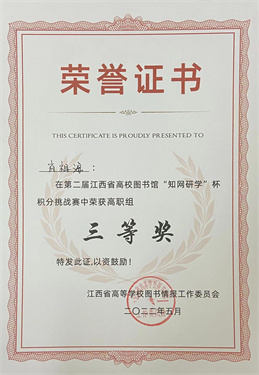 荣誉证书
THIS CERTIFICATE IS PROUDLY PRESENTED TO
：
在第二届江西省高校图书馆“知网研学”杯
积分挑战赛中荣获高职组
三等奖
特发此证,以资鼓励！
江西省高等学校图书情报工作委员会
二〇二二年五月